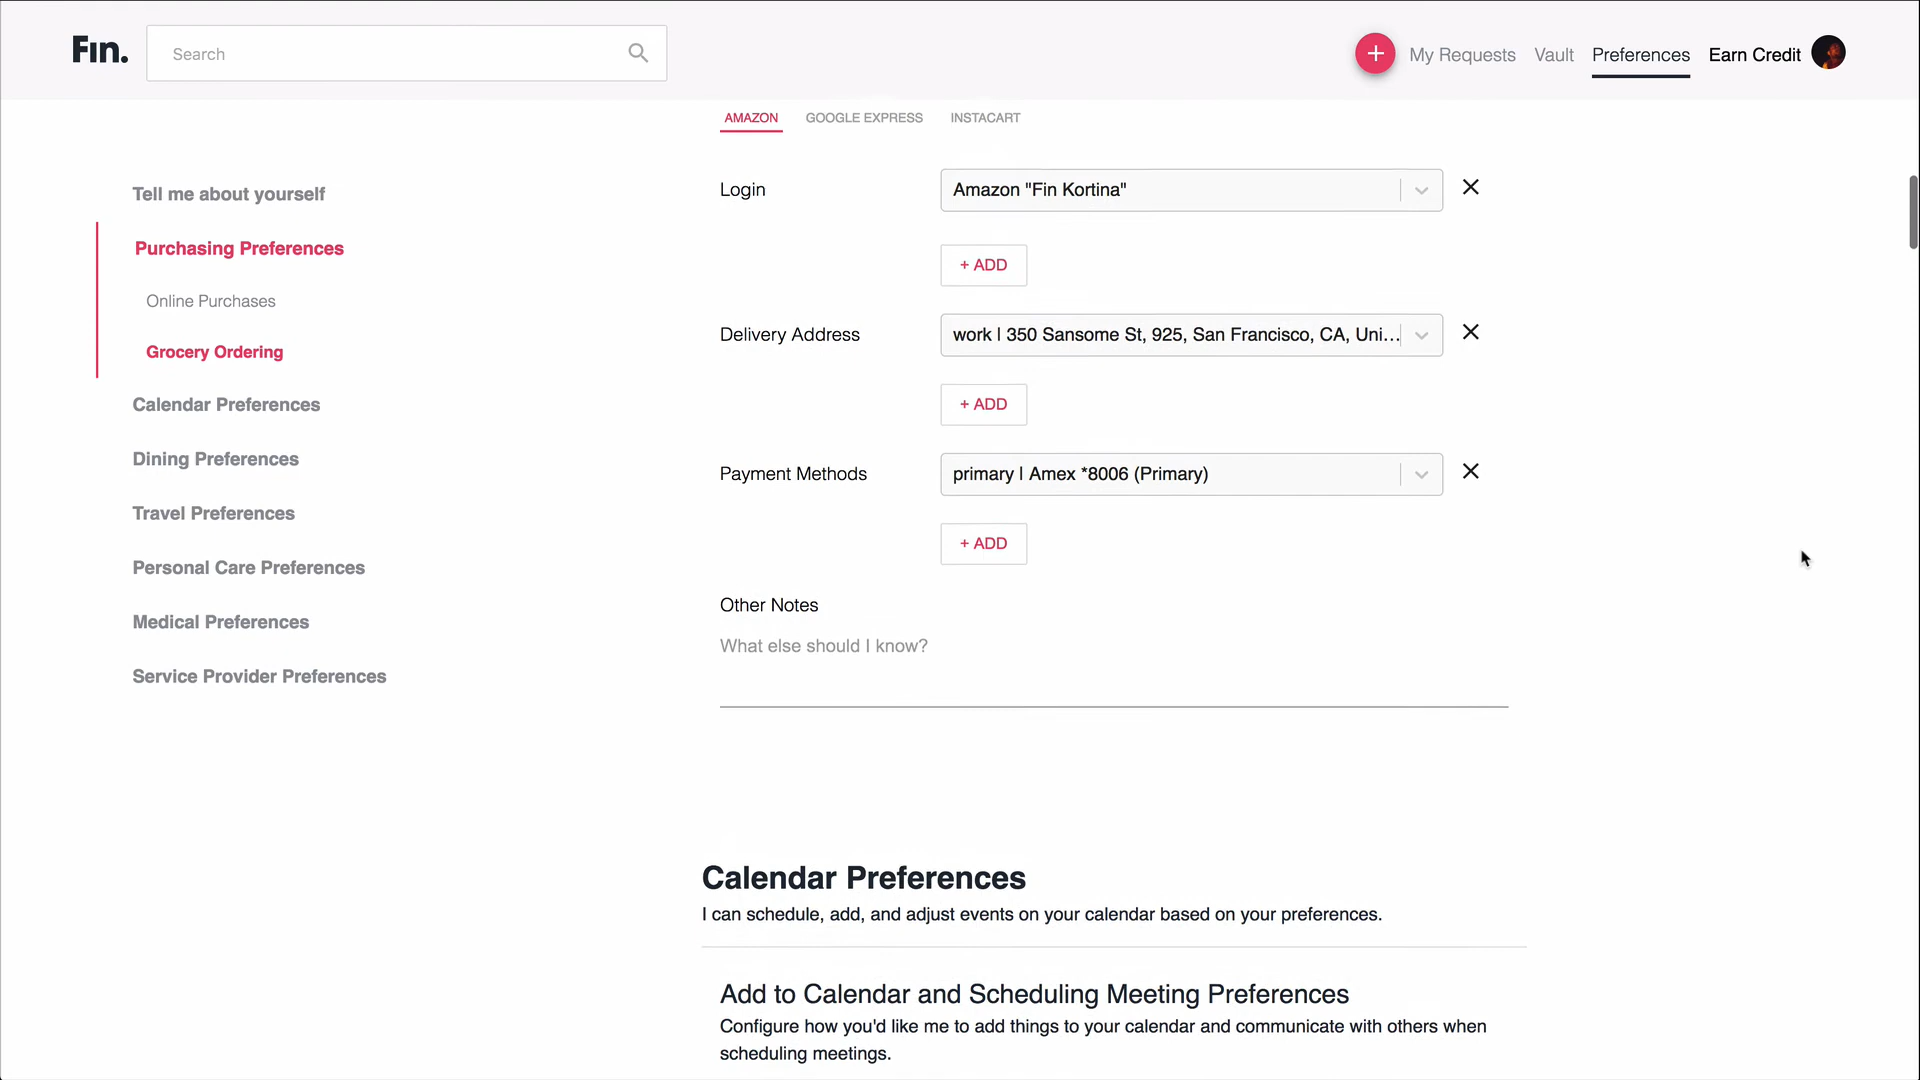 Fin.
Search
My Requests
Vault
Preferences
Earn Credit
AMAZON
GOOGLE EXPRESS
INSTACART
Tell me about yourself
Purchasing Preferences
Online Purchases
Grocery Ordering
Calendar Preferences
Dining Preferences
Travel Preferences
Personal Care Preferences
Medical Preferences
Service Provider Preferences
Login
Amazon "Fin Kortina"
+ ADD
Delivery Address
work | 350 Sansome St, 925, San Francisco, CA, Uni...
+ ADD
Payment Methods
primary | Amex *8006 (Primary)
+ ADD
Other Notes
What else should I know?
Calendar Preferences
I can schedule, add, and adjust events on your calendar based on your preferences.
Add to Calendar and Scheduling Meeting Preferences
Configure how you'd like me to add things to your calendar and communicate with others when
scheduling meetings.